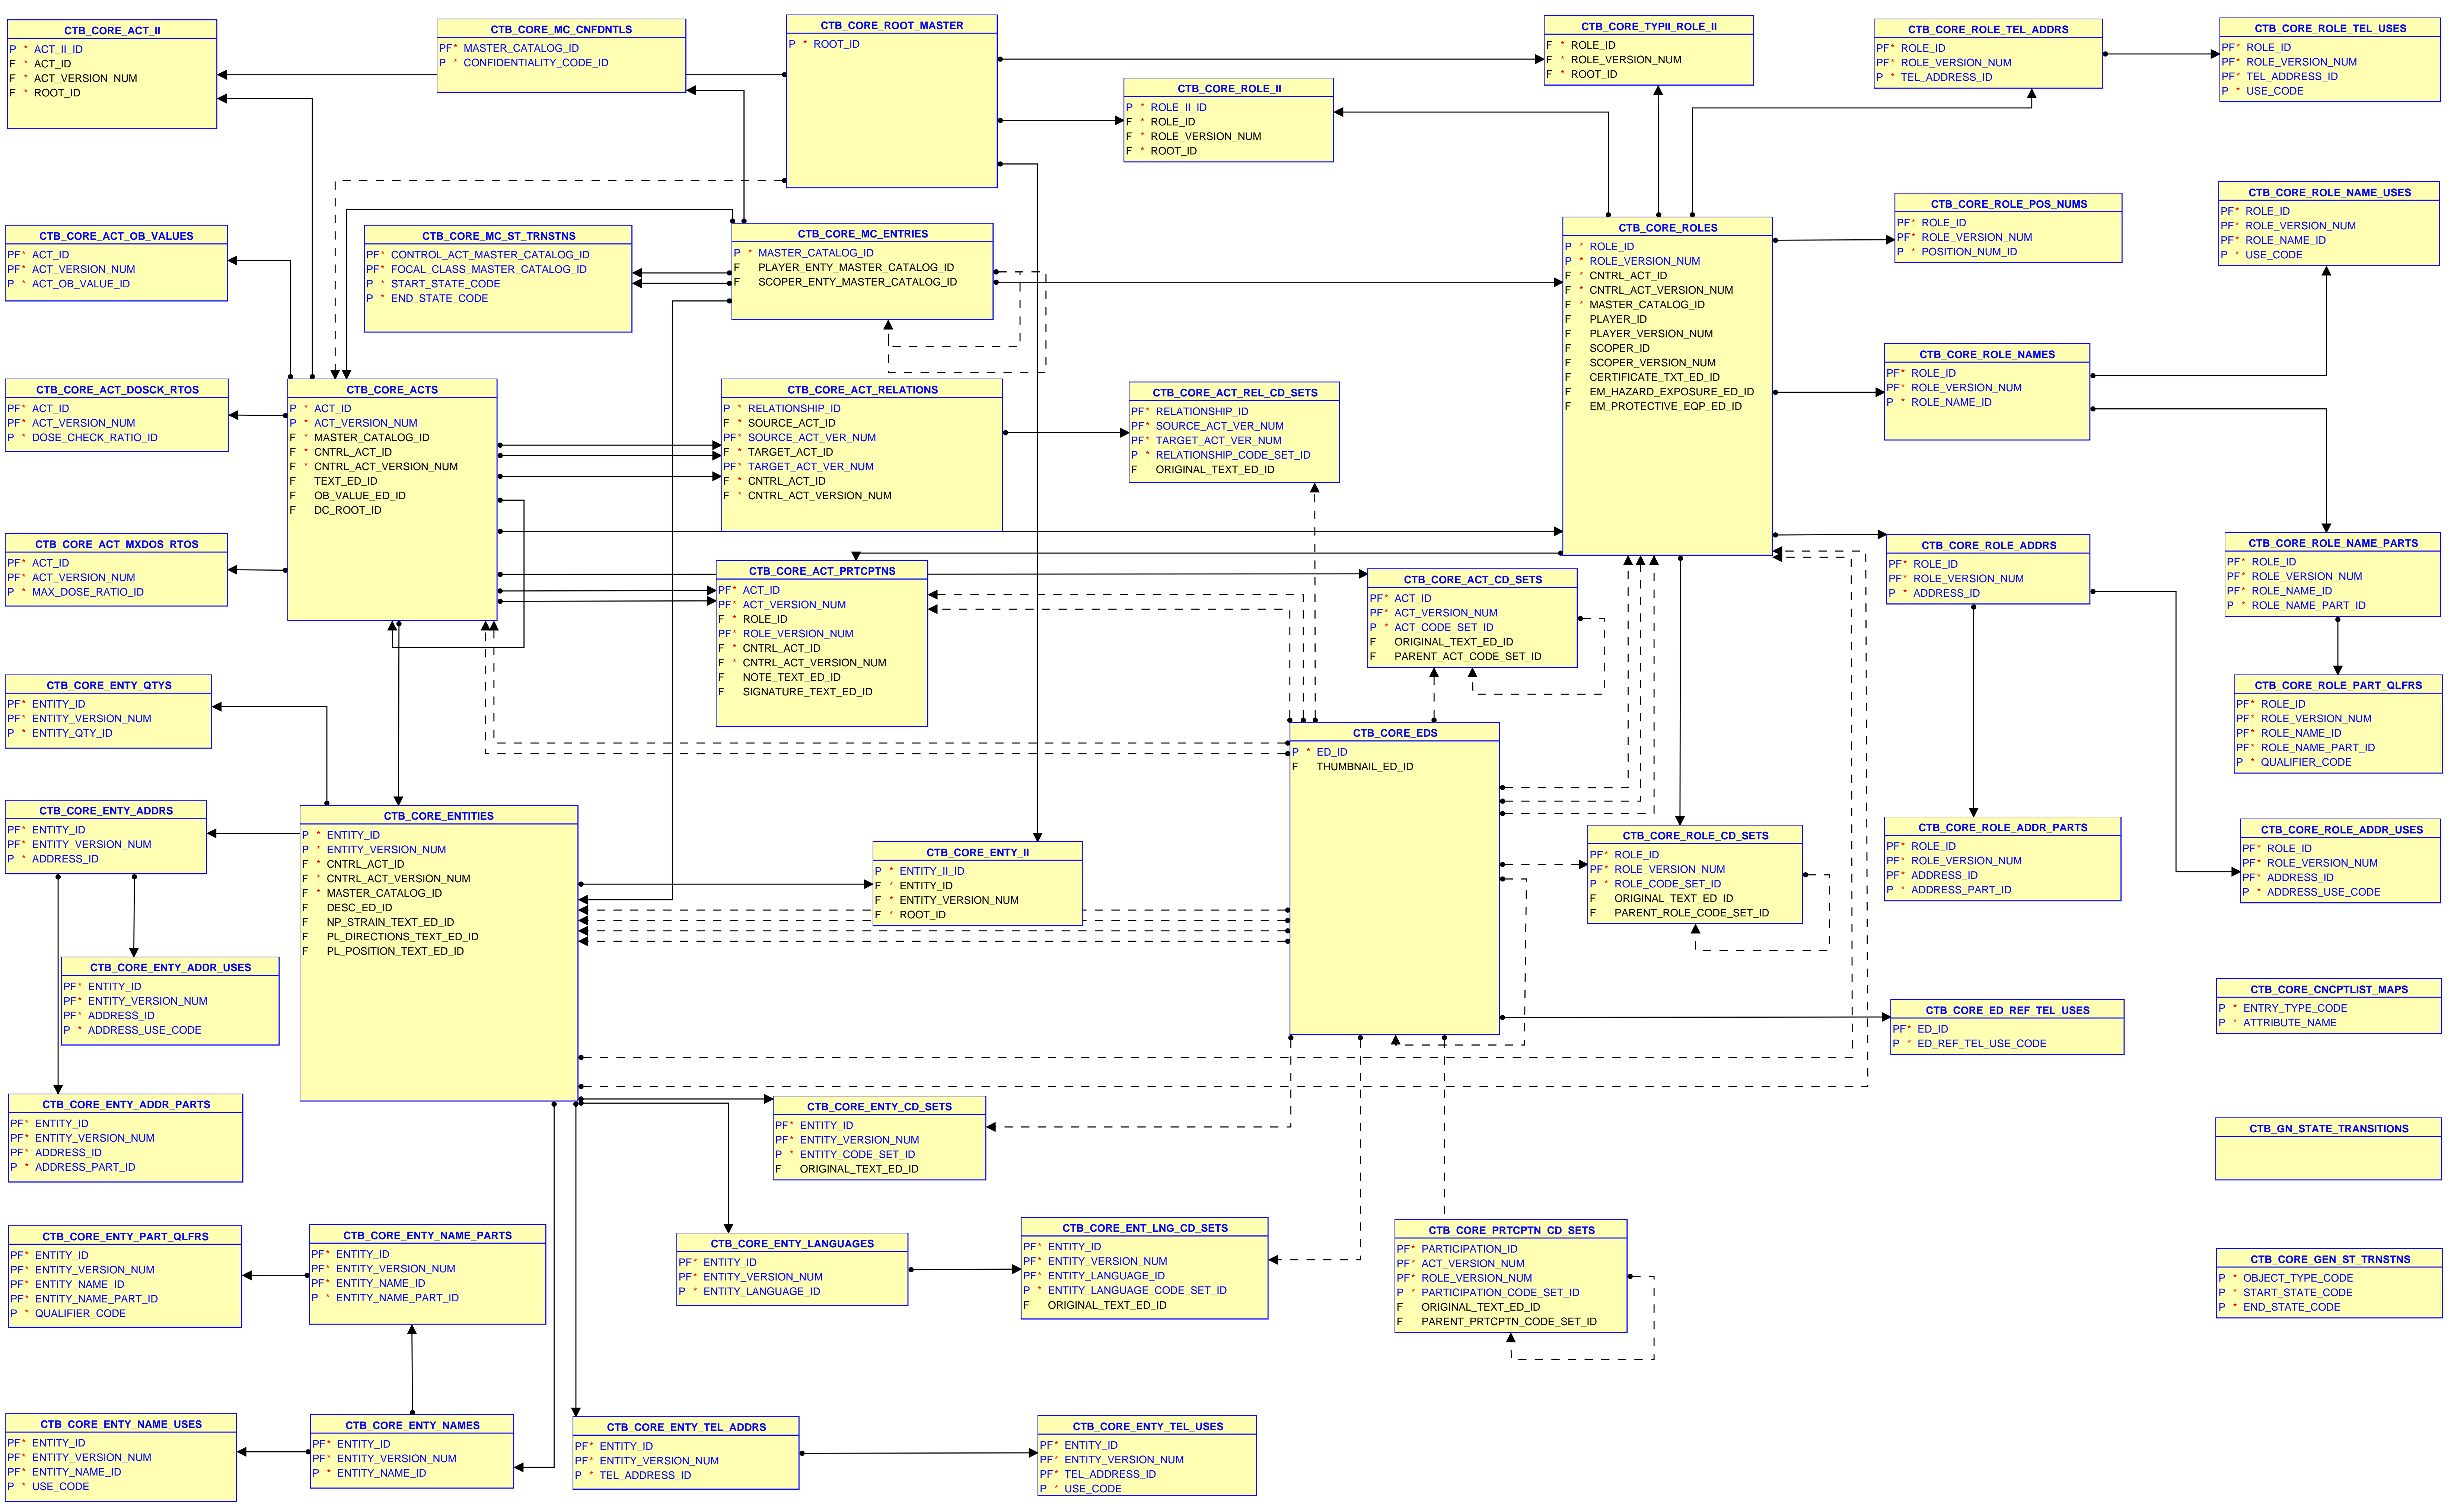 CTB_CORE_ACT_II
P * ACT_II_ID
F * ACT_ID
F * ACT_VERSION_NUM
F * ROOT_ID
CTB_CORE_MC_CNFDNTLS
PF* MASTER_CATALOG_ID
P * CONFIDENTIALITY_CODE_ID
CTB_CORE_ROOT_MASTER
P * ROOT_ID
CTB_CORE_TYPII_ROLE_II
F * ROLE_ID
F * ROLE_VERSION_NUM
F * ROOT_ID
CTB_CORE_ROLE_TEL_ADDRS
PF* ROLE_ID
PF* ROLE_VERSION_NUM
P * TEL_ADDRESS_ID
CTB_CORE_ROLE_TEL_USES
PF* ROLE_ID
PF* ROLE_VERSION_NUM
PF* TEL_ADDRESS_ID
P * USE_CODE
CTB_CORE_ROLE_II
P * ROLE_II_ID
F * ROLE_ID
F * ROLE_VERSION_NUM
F * ROOT_ID
CTB_CORE_ACT_OB_VALUES
PF* ACT_ID
PF* ACT_VERSION_NUM
P * ACT_OB_VALUE_ID
CTB_CORE_MC_ST_TRNSTNS
PF* CONTROL_ACT_MASTER_CATALOG_ID
PF* FOCAL_CLASS_MASTER_CATALOG_ID
P * START_STATE_CODE
P * END_STATE_CODE
CTB_CORE_MC_ENTRIES
P * MASTER_CATALOG_ID
F PLAYER_ENTY_MASTER_CATALOG_ID
F SCOPER_ENTY_MASTER_CATALOG_ID
CTB_CORE_ROLES
P * ROLE_ID
P * ROLE_VERSION_NUM
F * CNTRL_ACT_ID
F * CNTRL_ACT_VERSION_NUM
F * MASTER_CATALOG_ID
F PLAYER_ID
F PLAYER_VERSION_NUM
F SCOPER_ID
F SCOPER_VERSION_NUM
F CERTIFICATE_TXT_ED_ID
F EM_HAZARD_EXPOSURE_ED_ID
F EM_PROTECTIVE_EQP_ED_ID
CTB_CORE_ROLE_POS_NUMS
PF* ROLE_ID
PF* ROLE_VERSION_NUM
P * POSITION_NUM_ID
CTB_CORE_ROLE_NAME_USES
PF* ROLE_ID
PF* ROLE_VERSION_NUM
PF* ROLE_NAME_ID
P * USE_CODE
CTB_CORE_ACT_DOSCK_RTOS
PF* ACT_ID
PF* ACT_VERSION_NUM
P * DOSE_CHECK_RATIO_ID
CTB_CORE_ACTS
P * ACT_ID
P * ACT_VERSION_NUM
F * MASTER_CATALOG_ID
F * CNTRL_ACT_ID
F * CNTRL_ACT_VERSION_NUM
F TEXT_ED_ID
F OB_VALUE_ED_ID
F DC_ROOT_ID
CTB_CORE_ACT_RELATIONS
P * RELATIONSHIP_ID
F * SOURCE_ACT_ID
PF* SOURCE_ACT_VER_NUM
F * TARGET_ACT_ID
PF* TARGET_ACT_VER_NUM
F * CNTRL_ACT_ID
F * CNTRL_ACT_VERSION_NUM
CTB_CORE_ACT_REL_CD_SETS
PF* RELATIONSHIP_ID
PF* SOURCE_ACT_VER_NUM
PF* TARGET_ACT_VER_NUM
P * RELATIONSHIP_CODE_SET_ID
F ORIGINAL_TEXT_ED_ID
CTB_CORE_ROLE_NAMES
PF* ROLE_ID
PF* ROLE_VERSION_NUM
P * ROLE_NAME_ID
CTB_CORE_ACT_MXDOS_RTOS
PF* ACT_ID
PF* ACT_VERSION_NUM
P * MAX_DOSE_RATIO_ID
CTB_CORE_ACT_PRTCPTNS
PF* ACT_ID
PF* ACT_VERSION_NUM
F * ROLE_ID
PF* ROLE_VERSION_NUM
F * CNTRL_ACT_ID
F * CNTRL_ACT_VERSION_NUM
F NOTE_TEXT_ED_ID
F SIGNATURE_TEXT_ED_ID
CTB_CORE_ACT_CD_SETS
PF* ACT_ID
PF* ACT_VERSION_NUM
P * ACT_CODE_SET_ID
F ORIGINAL_TEXT_ED_ID
F PARENT_ACT_CODE_SET_ID
CTB_CORE_ROLE_ADDRS
PF* ROLE_ID
PF* ROLE_VERSION_NUM
P * ADDRESS_ID
CTB_CORE_ROLE_NAME_PARTS
PF* ROLE_ID
PF* ROLE_VERSION_NUM
PF* ROLE_NAME_ID
P * ROLE_NAME_PART_ID
CTB_CORE_ENTY_QTYS
PF* ENTITY_ID
PF* ENTITY_VERSION_NUM
P * ENTITY_QTY_ID
CTB_CORE_EDS
P * ED_ID
F THUMBNAIL_ED_ID
CTB_CORE_ROLE_PART_QLFRS
PF* ROLE_ID
PF* ROLE_VERSION_NUM
PF* ROLE_NAME_ID
PF* ROLE_NAME_PART_ID
P * QUALIFIER_CODE
CTB_CORE_ENTY_ADDRS
PF* ENTITY_ID
PF* ENTITY_VERSION_NUM
P * ADDRESS_ID
CTB_CORE_ENTITIES
P * ENTITY_ID
P * ENTITY_VERSION_NUM
F * CNTRL_ACT_ID
F * CNTRL_ACT_VERSION_NUM
F * MASTER_CATALOG_ID
F DESC_ED_ID
F NP_STRAIN_TEXT_ED_ID
F PL_DIRECTIONS_TEXT_ED_ID
F PL_POSITION_TEXT_ED_ID
CTB_CORE_ENTY_II
P * ENTITY_II_ID
F * ENTITY_ID
F * ENTITY_VERSION_NUM
F * ROOT_ID
CTB_CORE_ROLE_CD_SETS
PF* ROLE_ID
PF* ROLE_VERSION_NUM
P * ROLE_CODE_SET_ID
F ORIGINAL_TEXT_ED_ID
F PARENT_ROLE_CODE_SET_ID
CTB_CORE_ROLE_ADDR_PARTS
PF* ROLE_ID
PF* ROLE_VERSION_NUM
PF* ADDRESS_ID
P * ADDRESS_PART_ID
CTB_CORE_ROLE_ADDR_USES
PF* ROLE_ID
PF* ROLE_VERSION_NUM
PF* ADDRESS_ID
P * ADDRESS_USE_CODE
CTB_CORE_ENTY_ADDR_USES
PF* ENTITY_ID
PF* ENTITY_VERSION_NUM
PF* ADDRESS_ID
P * ADDRESS_USE_CODE
CTB_CORE_ED_REF_TEL_USES
PF* ED_ID
P * ED_REF_TEL_USE_CODE
CTB_CORE_CNCPTLIST_MAPS
P * ENTRY_TYPE_CODE
P * ATTRIBUTE_NAME
CTB_CORE_ENTY_ADDR_PARTS
PF* ENTITY_ID
PF* ENTITY_VERSION_NUM
PF* ADDRESS_ID
P * ADDRESS_PART_ID
CTB_CORE_ENTY_CD_SETS
PF* ENTITY_ID
PF* ENTITY_VERSION_NUM
P * ENTITY_CODE_SET_ID
F ORIGINAL_TEXT_ED_ID
CTB_GN_STATE_TRANSITIONS
CTB_CORE_ENTY_PART_QLFRS
PF* ENTITY_ID
PF* ENTITY_VERSION_NUM
PF* ENTITY_NAME_ID
PF* ENTITY_NAME_PART_ID
P * QUALIFIER_CODE
CTB_CORE_ENTY_NAME_PARTS
PF* ENTITY_ID
PF* ENTITY_VERSION_NUM
PF* ENTITY_NAME_ID
P * ENTITY_NAME_PART_ID
CTB_CORE_ENTY_LANGUAGES
PF* ENTITY_ID
PF* ENTITY_VERSION_NUM
P * ENTITY_LANGUAGE_ID
CTB_CORE_ENT_LNG_CD_SETS
PF* ENTITY_ID
PF* ENTITY_VERSION_NUM
PF* ENTITY_LANGUAGE_ID
P * ENTITY_LANGUAGE_CODE_SET_ID
F ORIGINAL_TEXT_ED_ID
CTB_CORE_PRTCPTN_CD_SETS
PF* PARTICIPATION_ID
PF* ACT_VERSION_NUM
PF* ROLE_VERSION_NUM
P * PARTICIPATION_CODE_SET_ID
F ORIGINAL_TEXT_ED_ID
F PARENT_PRTCPTN_CODE_SET_ID
CTB_CORE_GEN_ST_TRNSTNS
P * OBJECT_TYPE_CODE
P * START_STATE_CODE
P * END_STATE_CODE
CTB_CORE_ENTY_NAME_USES
PF* ENTITY_ID
PF* ENTITY_VERSION_NUM
PF* ENTITY_NAME_ID
P * USE_CODE
CTB_CORE_ENTY_NAMES
PF* ENTITY_ID
PF* ENTITY_VERSION_NUM
P * ENTITY_NAME_ID
CTB_CORE_ENTY_TEL_ADDRS
PF* ENTITY_ID
PF* ENTITY_VERSION_NUM
P * TEL_ADDRESS_ID
CTB_CORE_ENTY_TEL_USES
PF* ENTITY_ID
PF* ENTITY_VERSION_NUM
PF* TEL_ADDRESS_ID
P * USE_CODE